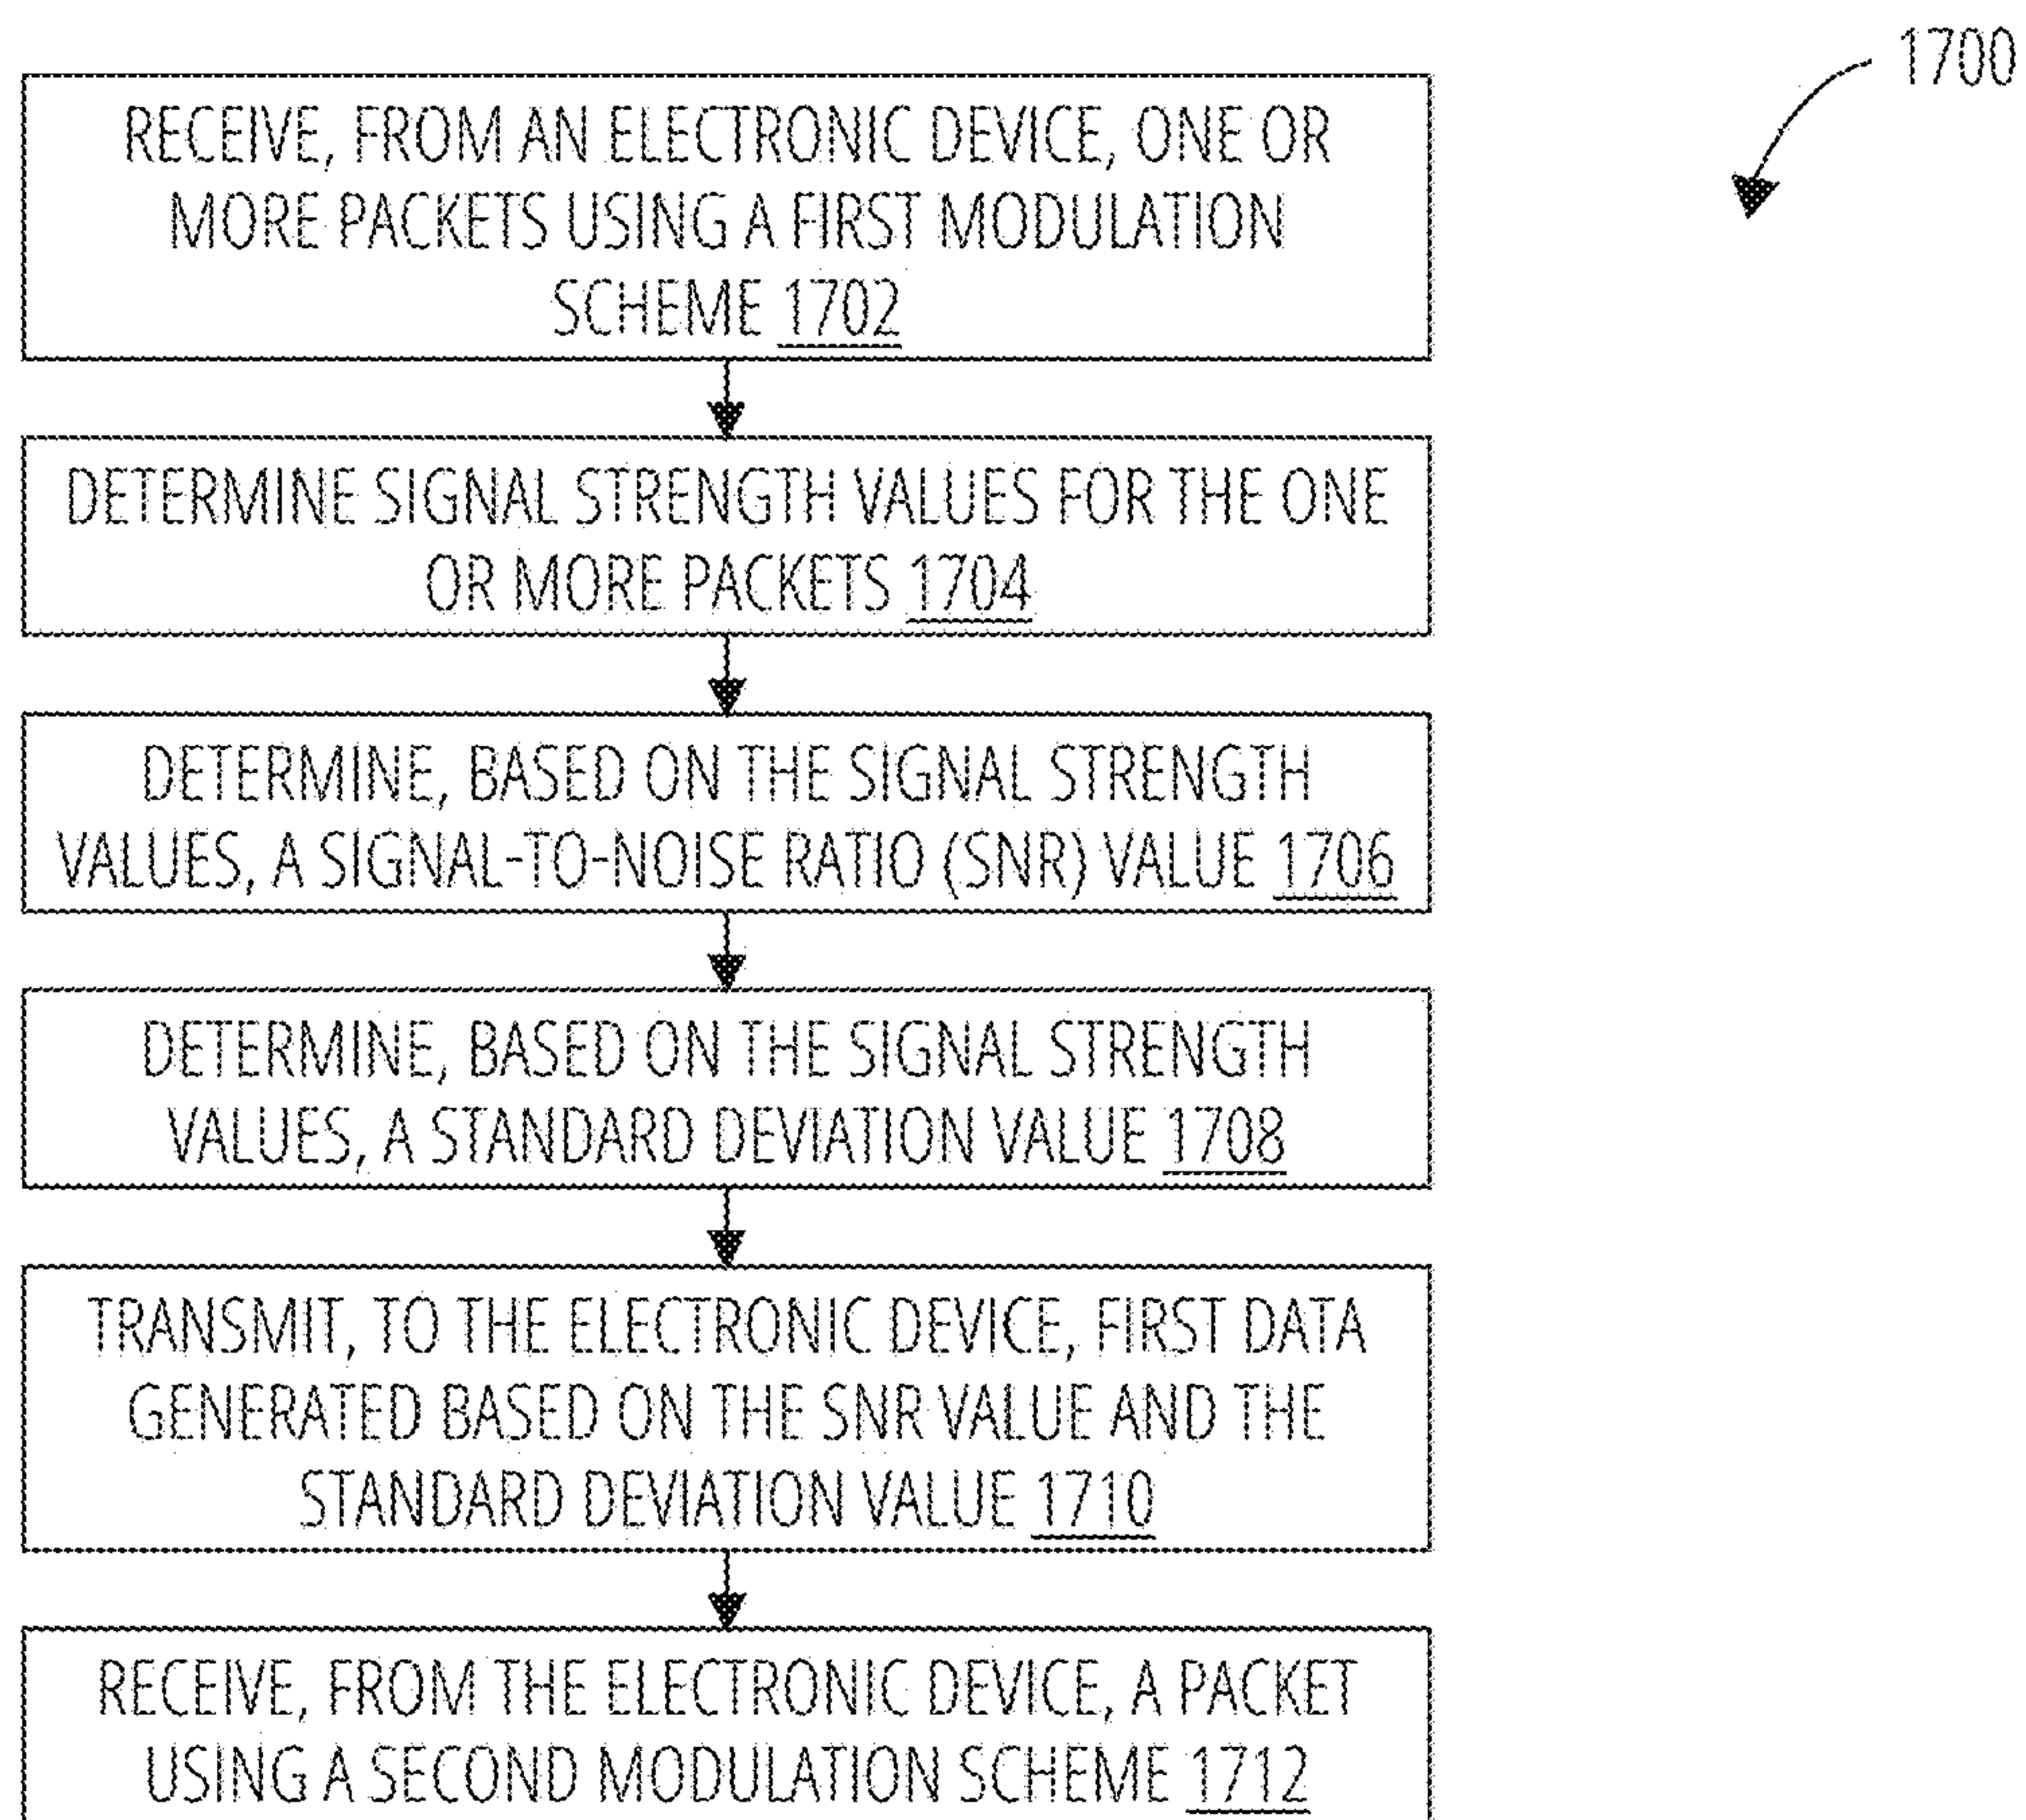 1700
RECEIVE, FROM AN ELECTRONIC DEVICE, ONE OR
MORE PACKETS USING A FIRST MODULATION
SCHEME 1702
DETERMINE SIGNAL STRENGTH VALUES FOR THE ONE
OR MORE PACKETS 1704
DETERMINE, BASED ON THE SIGNAL STRENGTH
VALUES, A SIGNAL-TO-NOISE RATIO (SNR) VALUE 1706
DETERMINE, BASED ON THE SIGNAL STRENGTH
VALUES, A STANDARD DEVIATION VALUE 1708
TRANSMIT, TO THE ELECTRONIC DEVICE, FIRST DATA
GENERATED BASED ON THE SNR VALUE AND THE
STANDARD DEVIATION VALUE 1710
RECEIVE, FROM THE ELECTRONIC DEVICE, A PACKET
USING A SECOND MODULATION SCHEME 1712